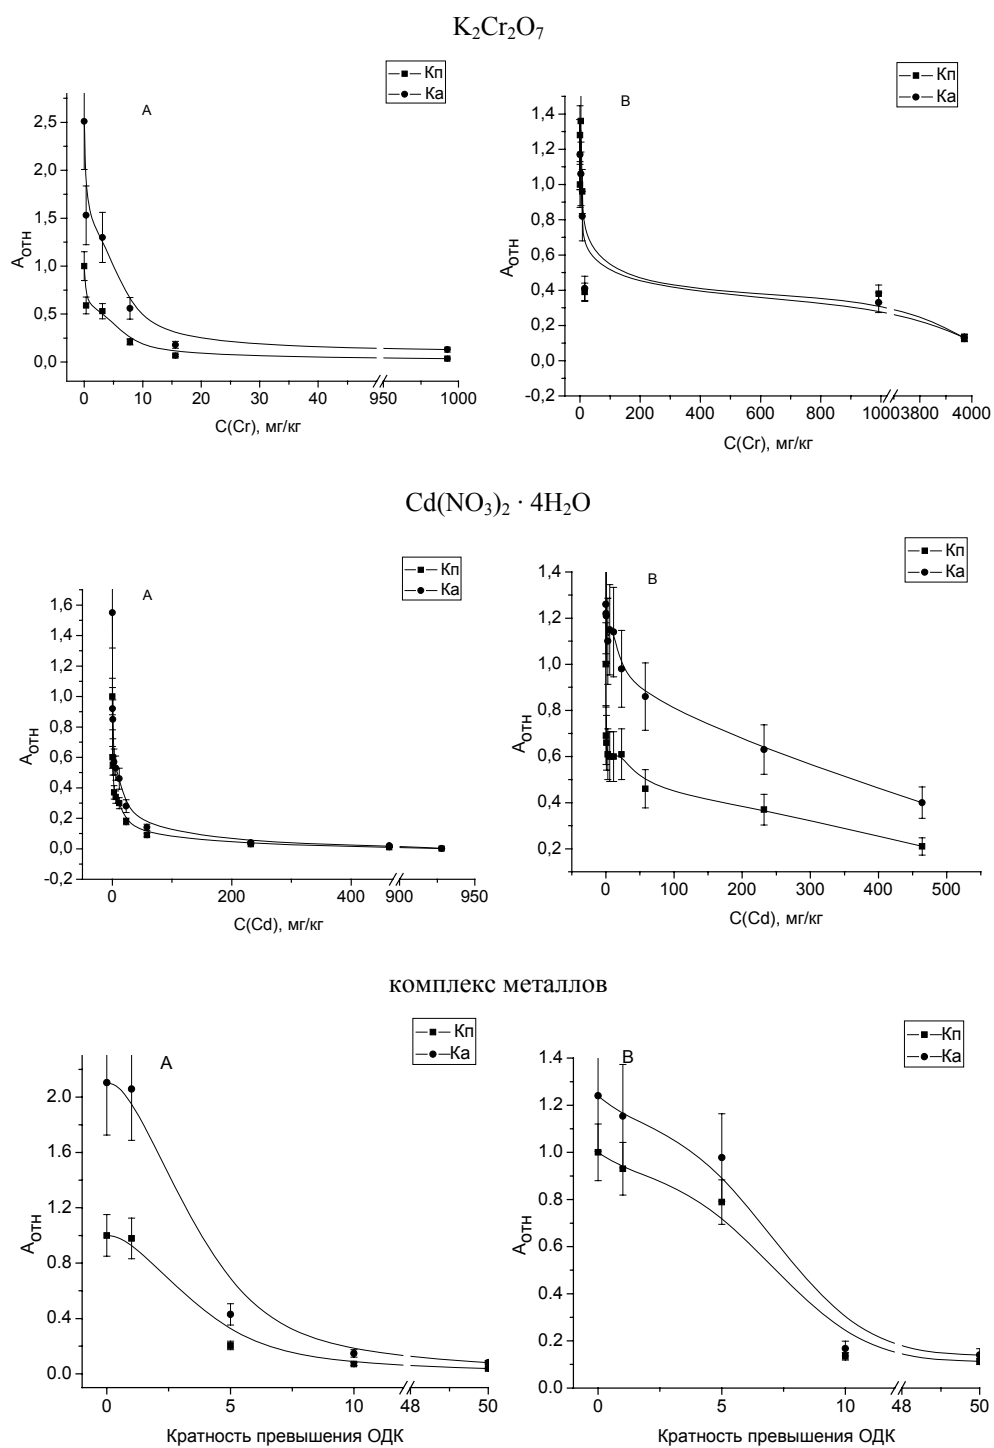 K₂Cr₂O₇
Кп
Ка
A
2,5
2,0
1,5
1,0
0,5
0,0
Aотн
0 10 20 30 40 950 1000
C(Cr), мг/кг
Кп
Ка
B
1,4
1,2
1,0
0,8
0,6
0,4
0,2
0,0
-0,2
Aотн
0 200 400 600 800 1000 3800 4000
C(Cr), мг/кг
Cd(NO₃)₂ · 4H₂O
Кп
Ка
A
1,6
1,4
1,2
1,0
0,8
0,6
0,4
0,2
0,0
-0,2
Aотн
0 200 400 900 950
C(Cd), мг/кг
Кп
Ка
B
1,4
1,2
1,0
0,8
0,6
0,4
0,2
Aотн
0 100 200 300 400 500
C(Cd), мг/кг
комплекс металлов
Кп
Ка
A
2.0
1.6
1.2
0.8
0.4
0.0
Aотн
0 5 10 48 50
Кратность превышения ОДК
Кп
Ка
B
1.4
1.2
1.0
0.8
0.6
0.4
0.2
0.0
Aотн
0 5 10 48 50
Кратность превышения ОДК